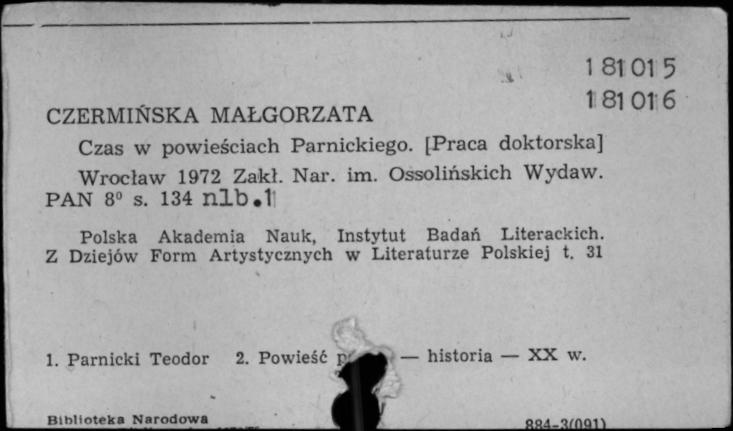 181015
181016
CZERMIŃSKA MAŁGORZATA
Czas w powieściach Parnickiego. [Praca doktorska]
Wrocław 1972 Zakł. Nar. im. Ossolińskich Wydaw.
PAN 8° s. 134 nlb.1
Polska Akademia Nauk, Instytut Badań Literackich.
Z Dziejów Form Artystycznych w Literaturze Polskiej t. 31
1. Parnicki Teodor 2. Powieść — historia — XX w.
Biblioteka Narodowa 884-3(091)